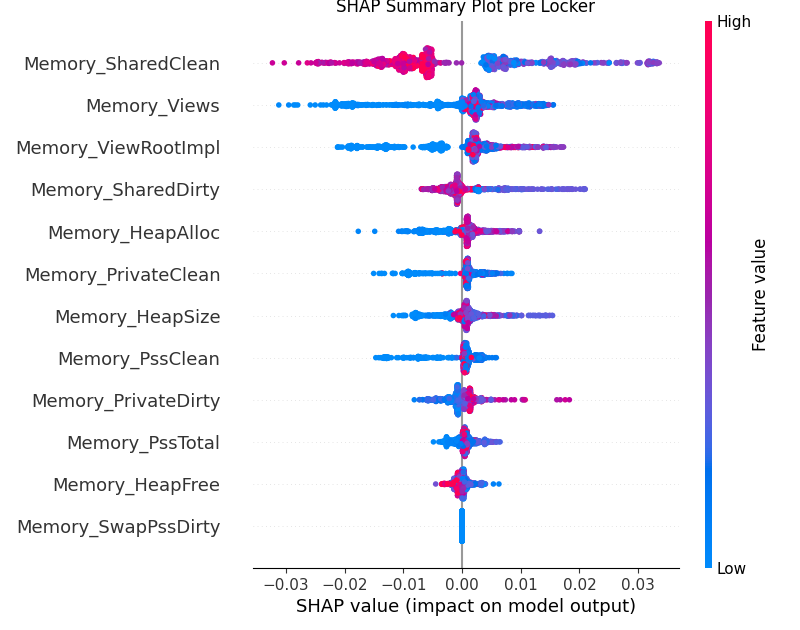 SHAP Summary Plot pre Locker
High
Memory_SharedClean
Memory_Views
Memory_ViewRootImpl
Memory_SharedDirty
Memory_HeapAlloc
Memory_PrivateClean
Memory_HeapSize
Memory_PssClean
Memory_PrivateDirty
Memory_PssTotal
Memory_HeapFree
Memory_SwapPssDirty
Feature value
Low
−0.03 −0.02 −0.01 0.00 0.01 0.02 0.03
SHAP value (impact on model output)